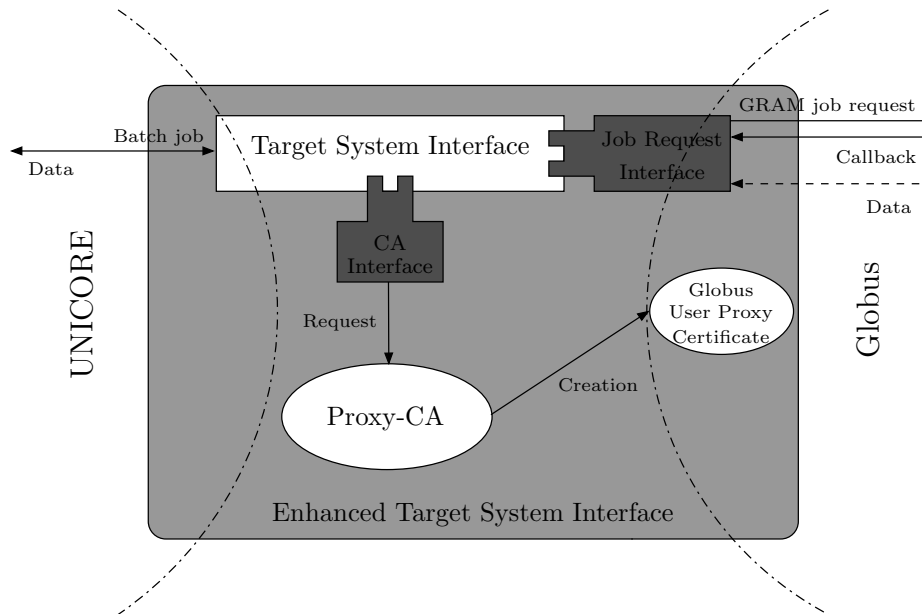 GRAM job request
Batch job
Target System Interface
Job Request
Interface
Callback
Data
Data
UNICORE
CA
Interface
Globus
Globus
User Proxy
Certificate
Request
Creation
Proxy-CA
Enhanced Target System Interface